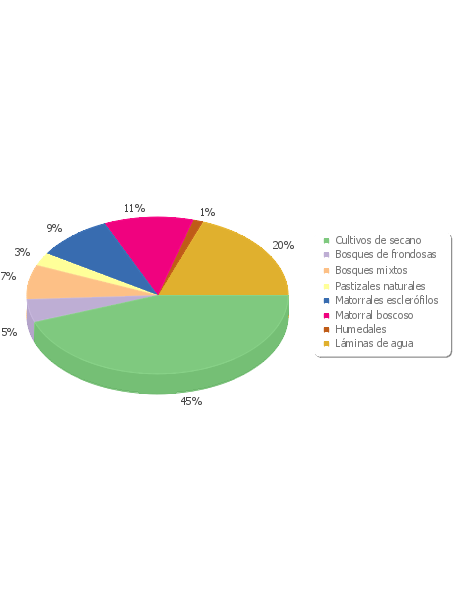 11%
1%
9%
20%
3%
7%
5%
45%
Cultivos de secano
Bosques de frondosas
Bosques mixtos
Pastizales naturales
Matorrales esclerófilos
Matorral boscoso
Humedales
Láminas de agua